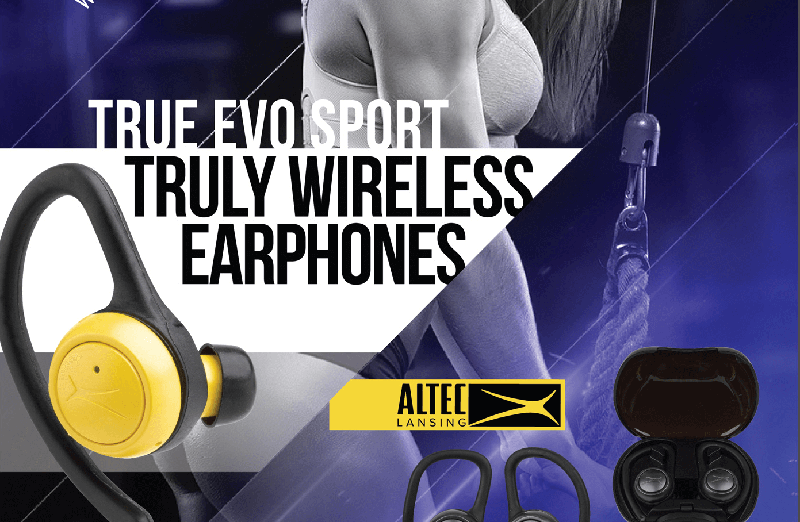 TRUE EVO SPORT
TRULY WIRELESS
EARPHONES
ALTEC
LANSING